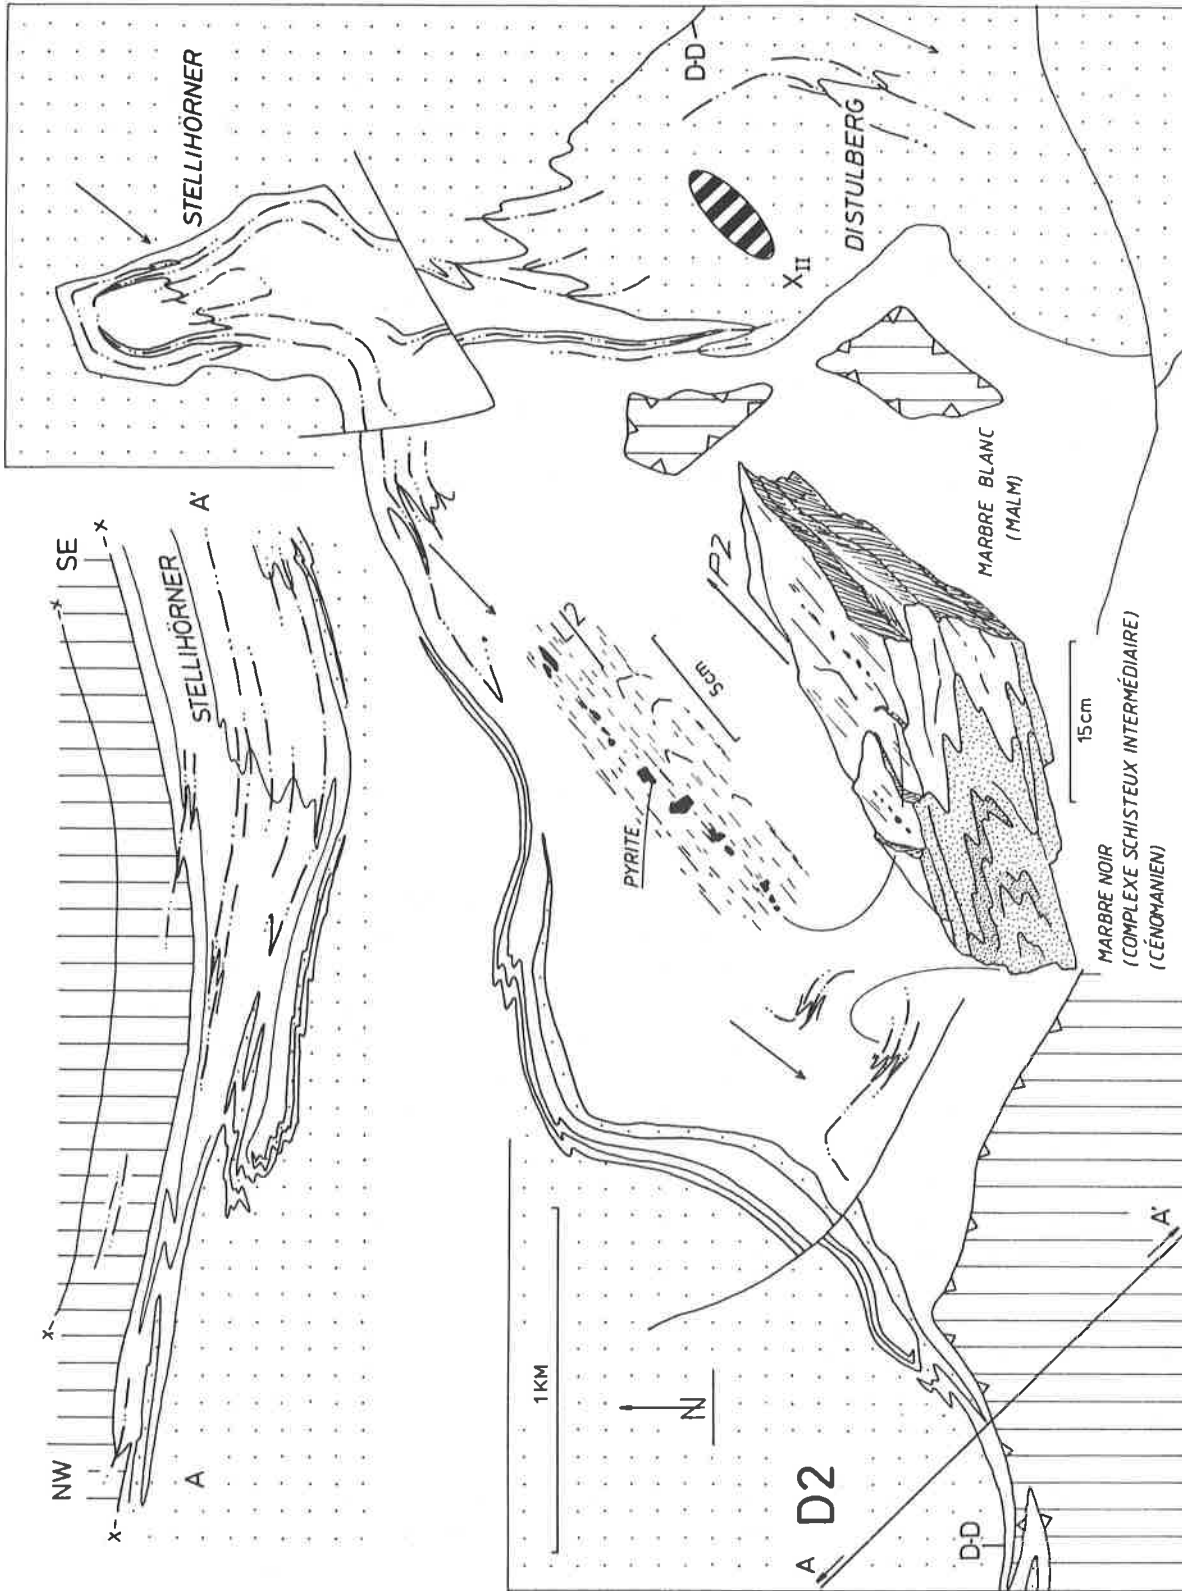 NW
SE
x
x
x
x
A
A'
STELLIHÖRNER
STELLIHÖRNER
D-D
DISTULBERG
XII
L2
5cm
PYRITE
P2
MARBRE BLANC
(MALM)
15cm
MARBRE NOIR
(COMPLEXE SCHISTEUX INTERMÉDIAIRE)
(CÉNOMANIEN)
1KM
N
D2
A
A'
D-D